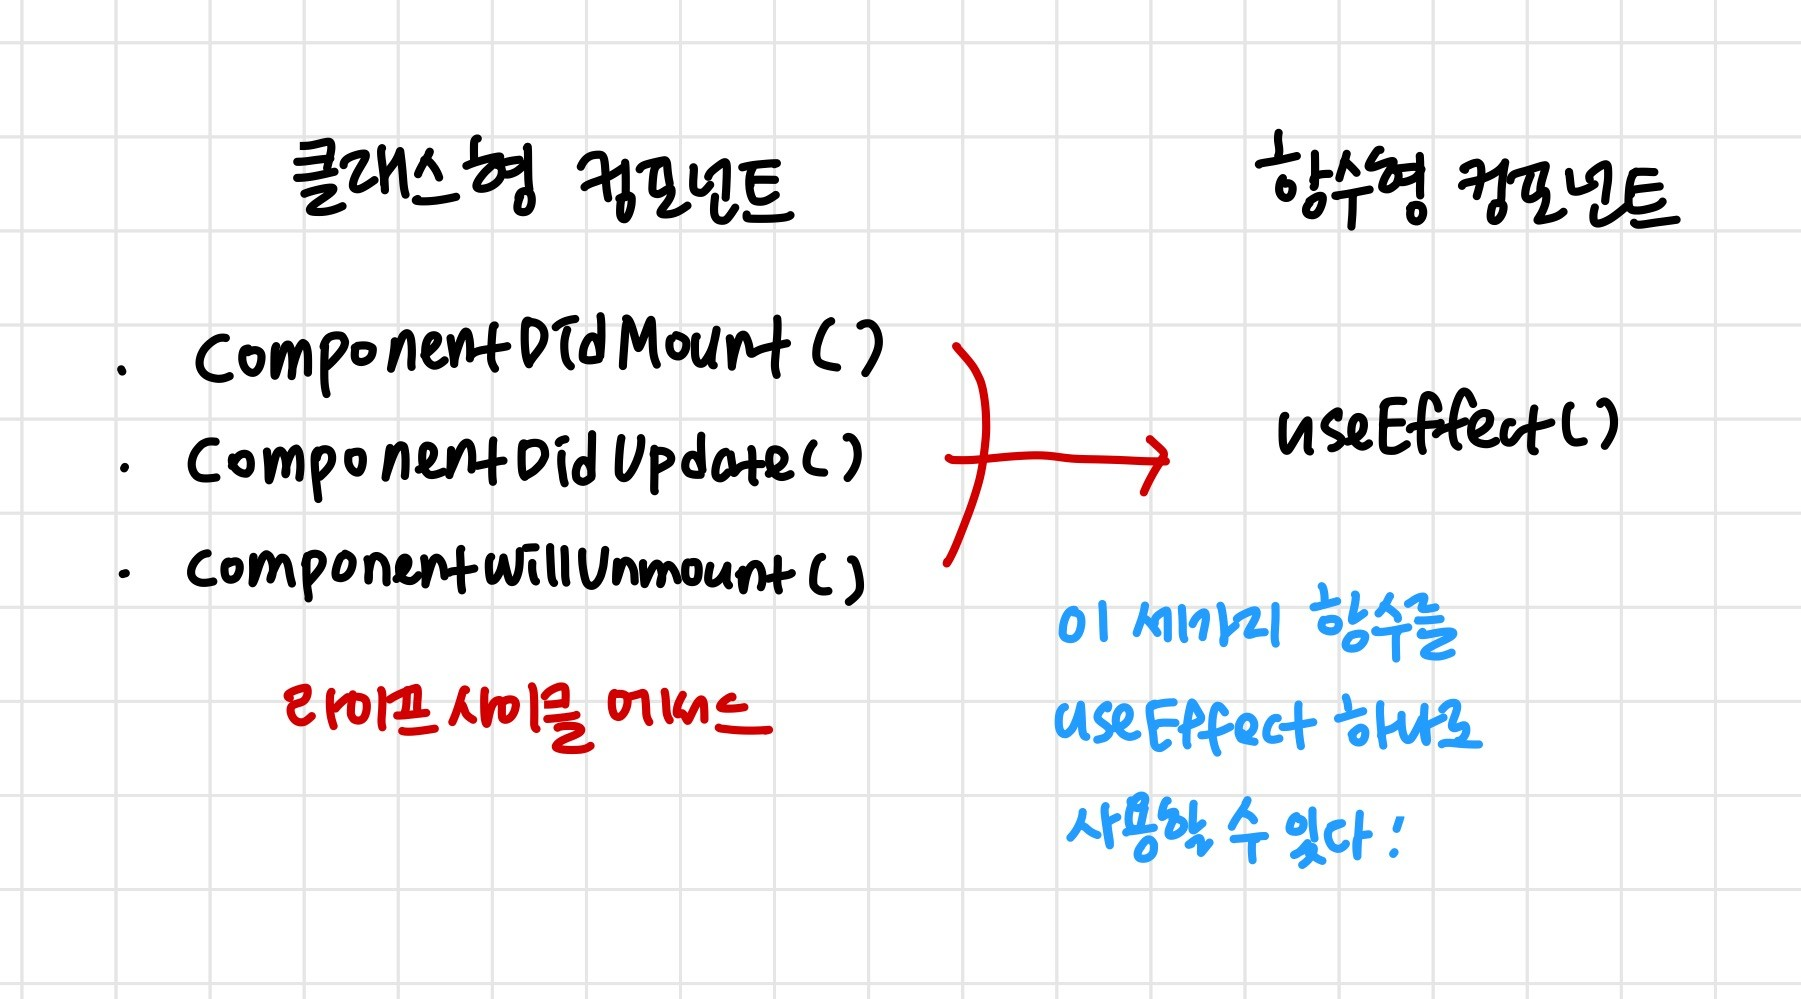 클래스형 컴포넌트
함수형 컴포넌트
· ComponentDidMount()
· ComponentDidUpdate()
· ComponentWillUnmount()
useEffect()
라이프 사이클 메서드
이 세가지 함수를
useEffect 하나로
사용할 수 있다!